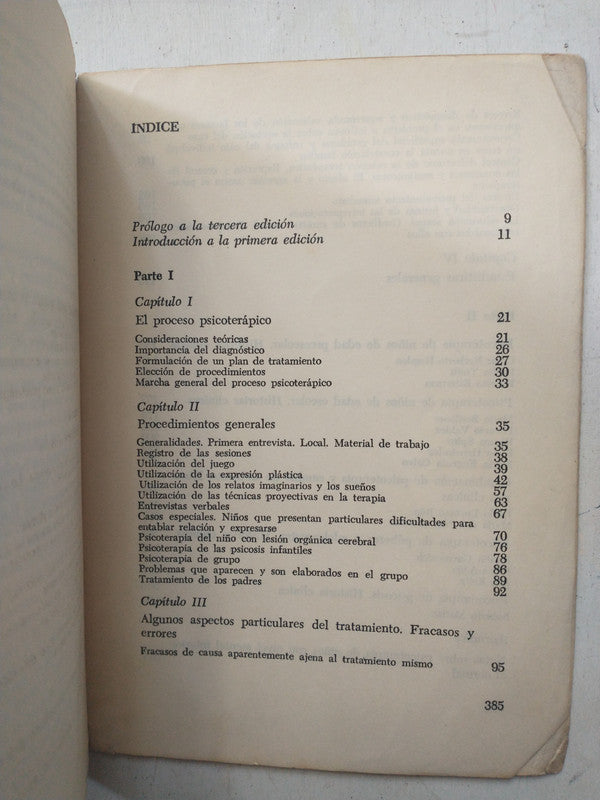 ÍNDICE
Prólogo a la tercera edición 9
Introducción a la primera edición 11
Parte I
Capítulo I
El proceso psicoterápico 21
Consideraciones teóricas 21
Importancia del diagnóstico 26
Formulación de un plan de tratamiento 27
Elección de procedimientos 30
Marcha general del proceso psicoterápico 33
Capítulo II
Procedimientos generales 35
Generalidades. Primera entrevista. Local. Material de trabajo 35
Registro de las sesiones 38
Utilización del juego 39
Utilización de la expresión plástica 42
Utilización de los relatos imaginarios y los sueños 57
Utilización de las técnicas proyectivas en la terapia 63
Entrevistas verbales 67
Casos especiales. Niños que presentan particulares dificultades para
entablar relación y expresarse 70
Psicoterapia del niño con lesión orgánica cerebral 76
Psicoterapia de las psicosis infantiles 78
Psicoterapia de grupo 86
Problemas que aparecen y son elaborados en el grupo 89
Tratamiento de los padres 92
Capítulo III
Algunos aspectos particulares del tratamiento. Fracasos y
errores
Fracasos de causa aparentemente ajena al tratamiento mismo 95
385